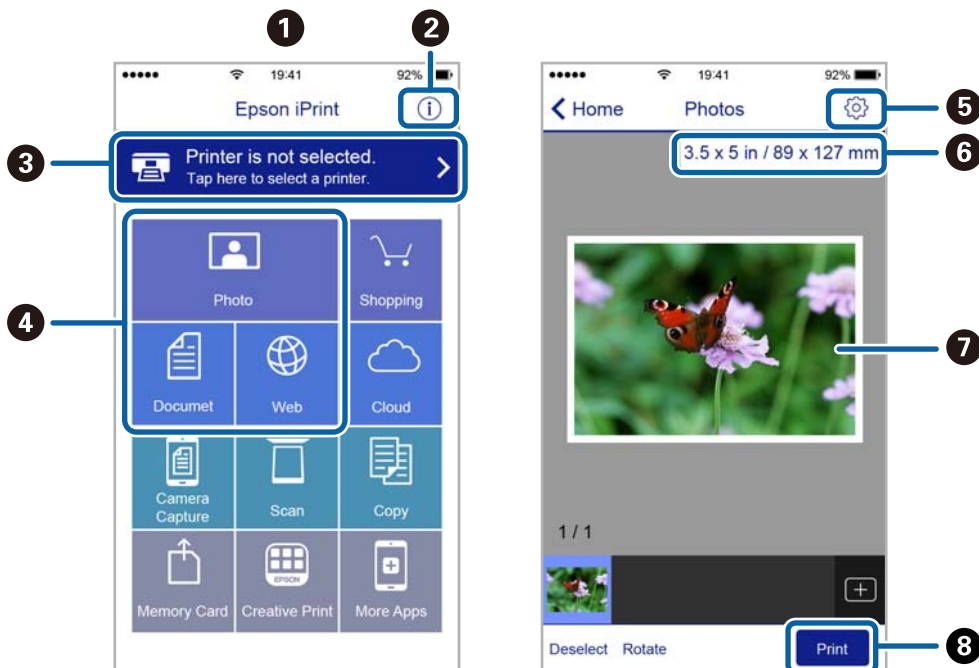 1
2
19:41
92%
Epson iPrint
3
Printer is not selected.
Tap here to select a printer.
4
Photo
Shopping
Documet
Web
Cloud
Camera
Capture
Scan
Copy
EPSON
Memory Card
Creative Print
More Apps
19:41
92%
Home
Photos
5
3.5 x 5 in / 89 x 127 mm
6
7
1 / 1
Deselect
Rotate
Print
8